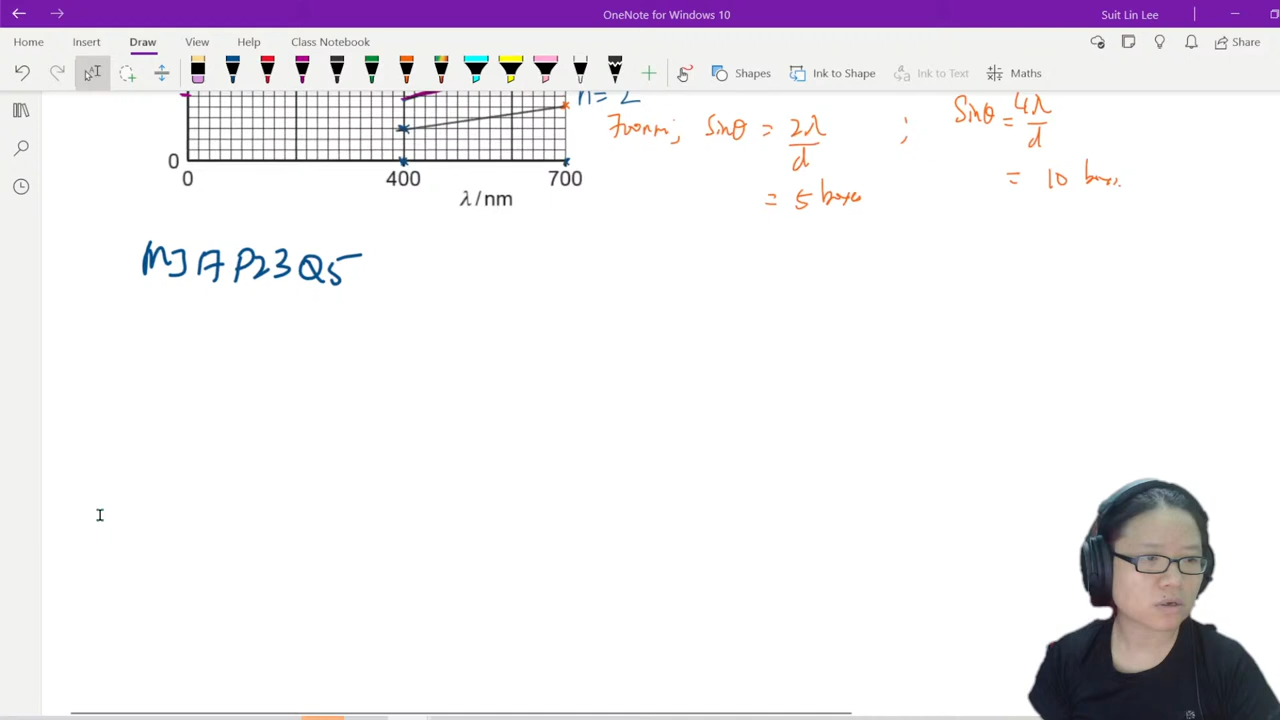 OneNote for Windows 10
Suit Lin Lee
Home Insert Draw View Help Class Notebook
Share
Shapes Ink to Shape Ink to Text Maths
n = 2
700nm; Sinθ = 2λ/d ; Sinθ = 4λ/d
= 5 boxes = 10 boxes
0
0 400 700
λ/nm
MJ17 P23 Q5